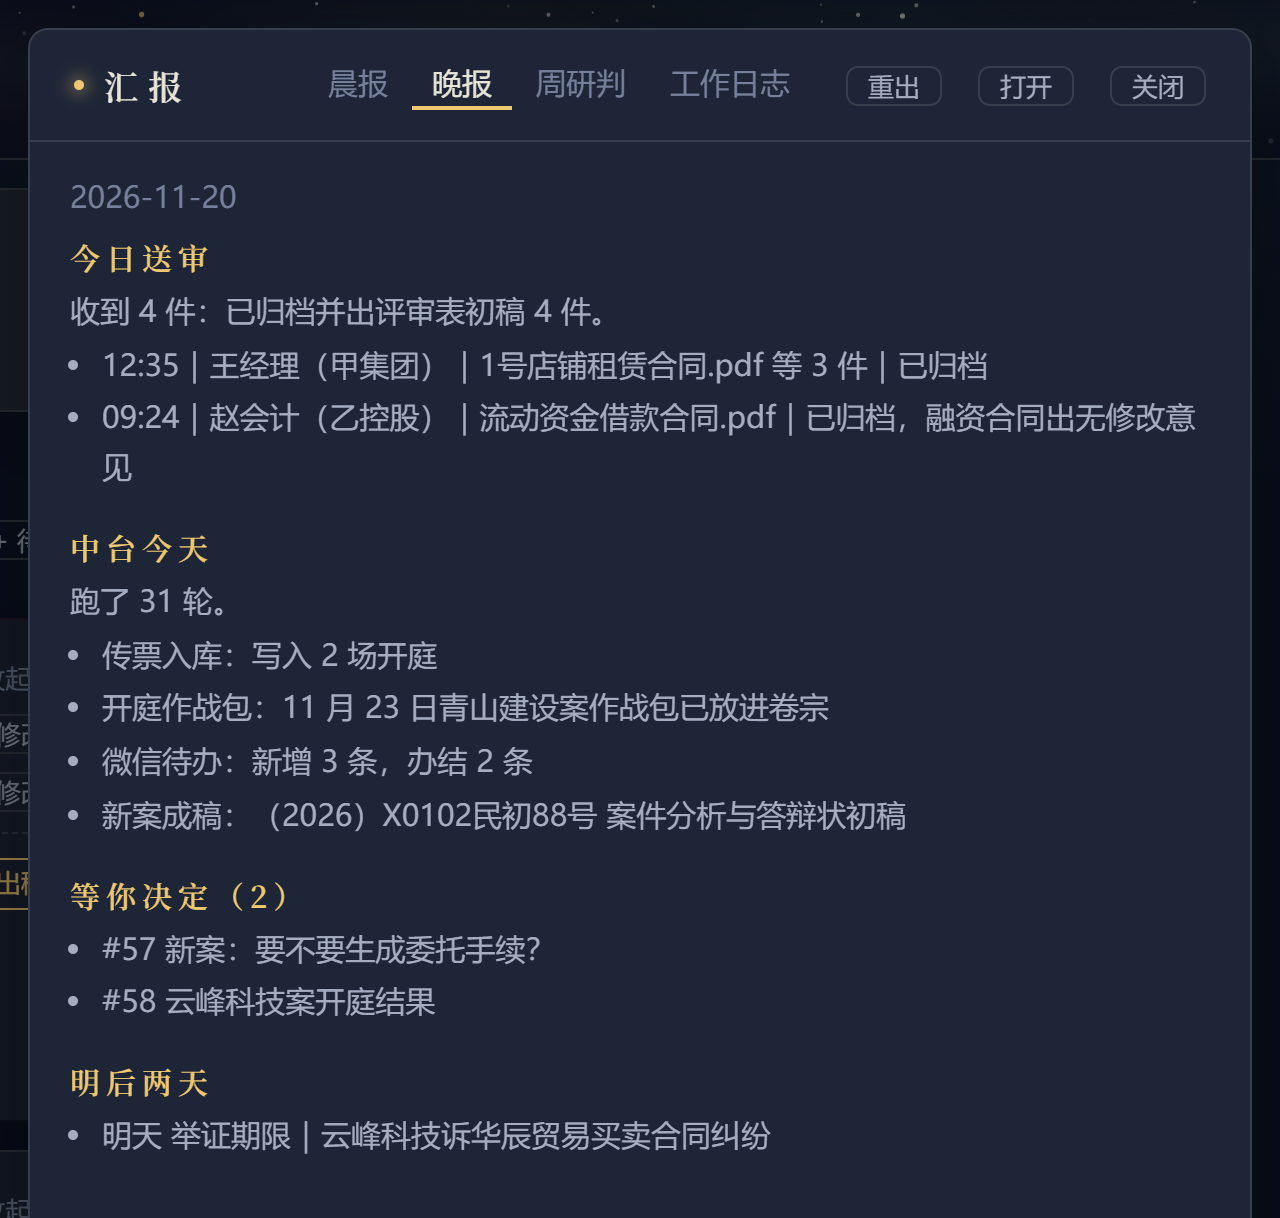 汇报
晨报 晚报 周研判 工作日志 重出 打开 关闭
2026-11-20
今日送审
收到 4 件：已归档并出评审表初稿 4 件。
12:35 | 王经理（甲集团） | 1号店铺租赁合同.pdf 等 3 件 | 已归档
09:24 | 赵会计（乙控股） | 流动资金借款合同.pdf | 已归档，融资合同出无修改意
见
中台今天
跑了 31 轮。
传票入库：写入 2 场开庭
开庭作战包：11 月 23 日青山建设案作战包已放进卷宗
微信待办：新增 3 条，办结 2 条
新案成稿：（2026）X0102民初88号 案件分析与答辩状初稿
等你决定（2）
#57 新案：要不要生成委托手续？
#58 云峰科技案开庭结果
明后两天
明天 举证期限 | 云峰科技诉华辰贸易买卖合同纠纷